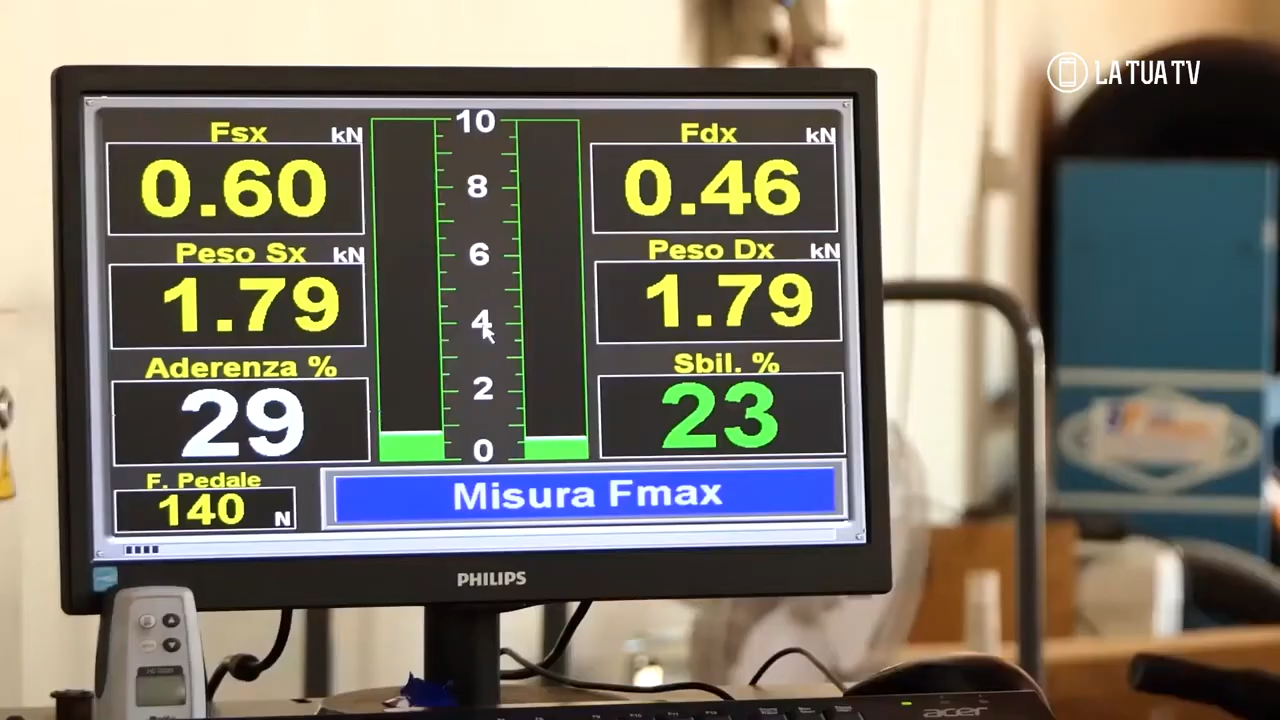 LA TUA TV
Fsx kN
0.60
Peso Sx kN
1.79
Aderenza %
29
F. Pedale
140 N
10
8
6
4
2
0
Fdx kN
0.46
Peso Dx kN
1.79
Sbil. %
23
Misura Fmax
PHILIPS
acer